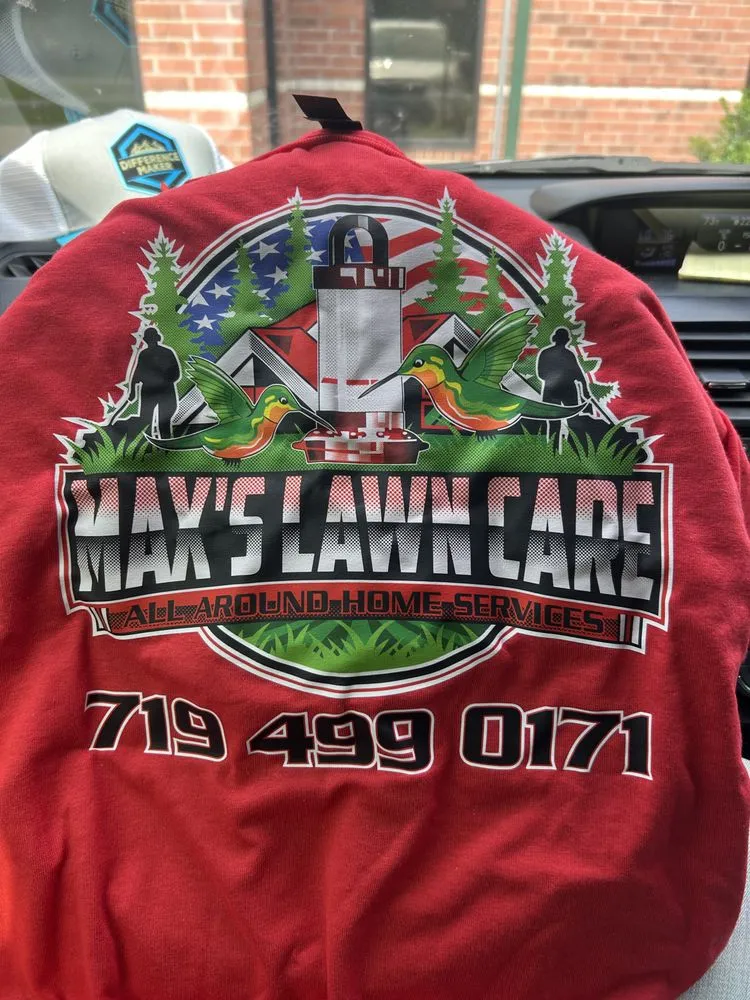 DIFFERENCE
MAKER
MAX'S LAWN CARE
ALL AROUND HOME SERVICES
719 499 0171